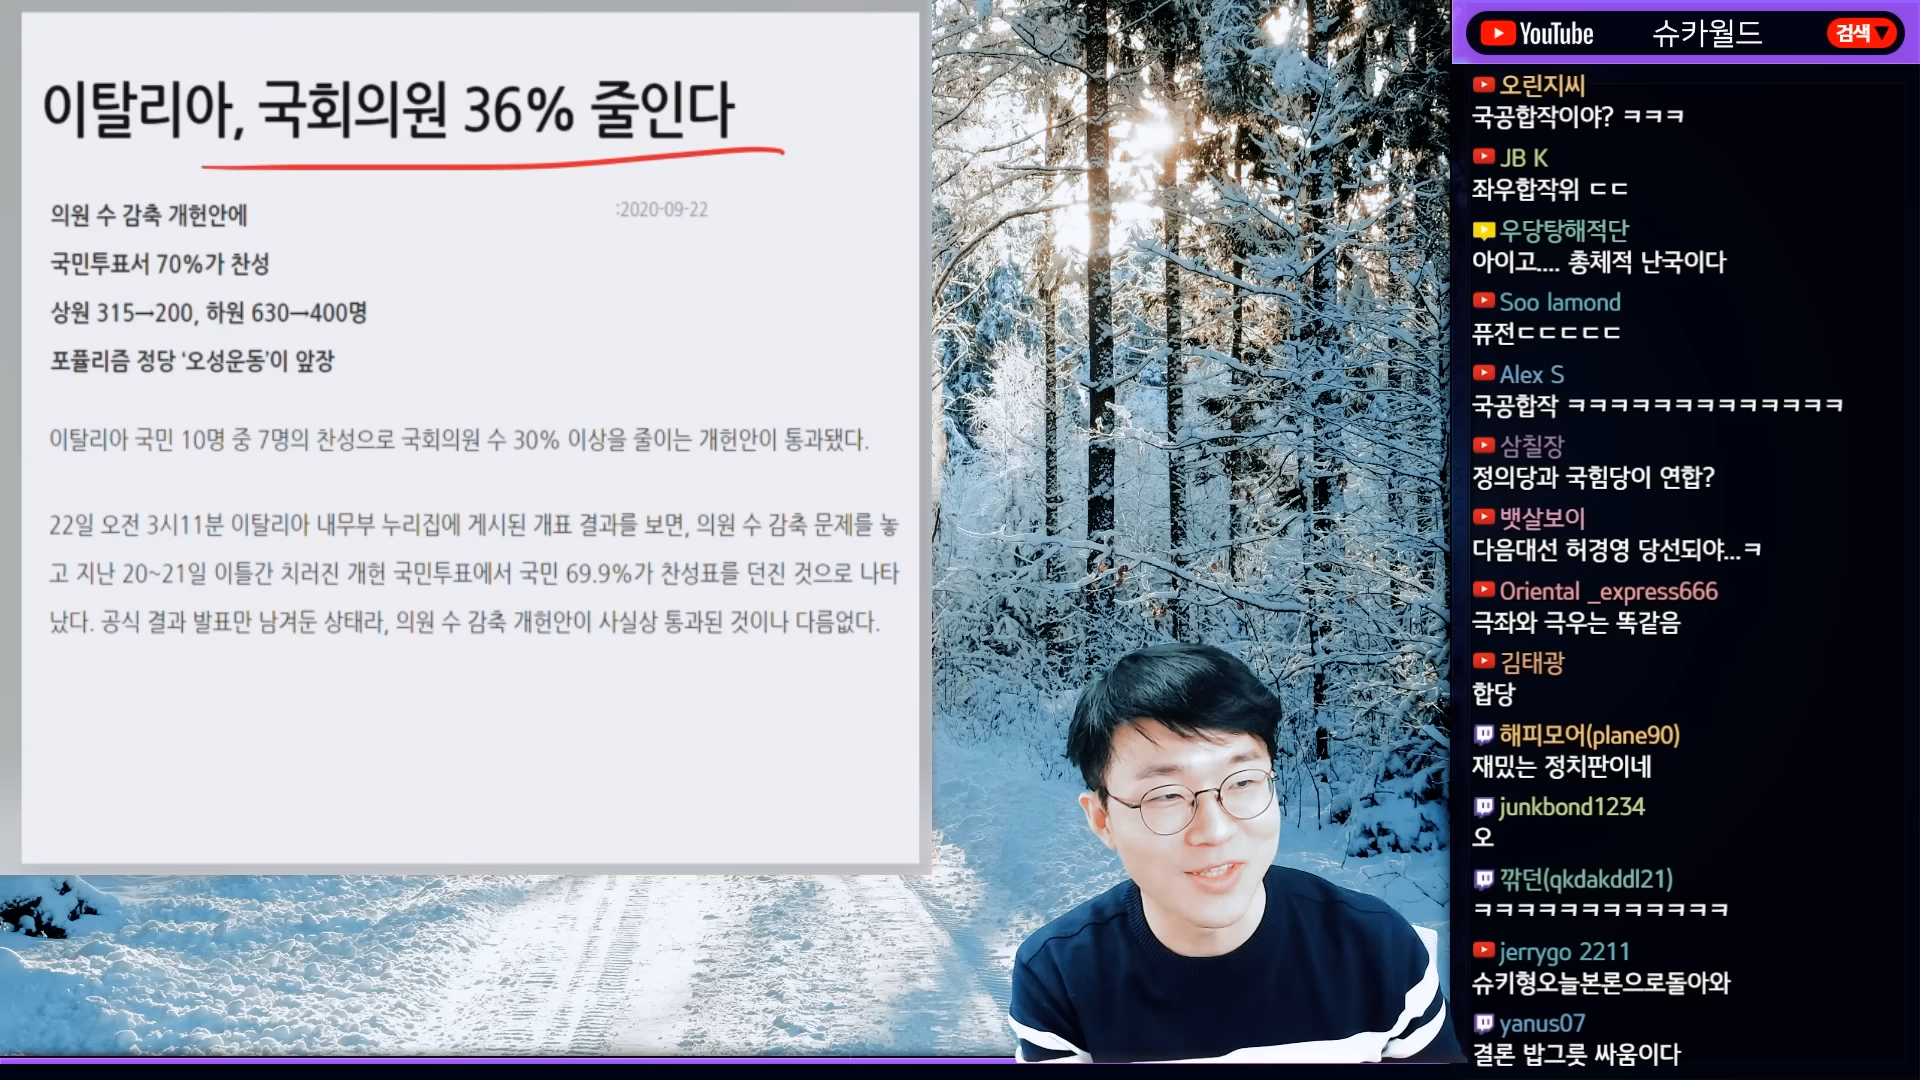 이탈리아, 국회의원 36% 줄인다
의원 수 감축 개헌안에
:2020-09-22
국민투표서 70%가 찬성
상원 315→200, 하원 630→400명
포퓰리즘 정당 ‘오성운동’이 앞장
이탈리아 국민 10명 중 7명의 찬성으로 국회의원 수 30% 이상을 줄이는 개헌안이 통과됐다.
22일 오전 3시11분 이탈리아 내무부 누리집에 게시된 개표 결과를 보면, 의원 수 감축 문제를 놓
고 지난 20~21일 이틀간 치러진 개헌 국민투표에서 국민 69.9%가 찬성표를 던진 것으로 나타
났다. 공식 결과 발표만 남겨둔 상태라, 의원 수 감축 개헌안이 사실상 통과된 것이나 다름없다.
YouTube 슈카월드 검색▼
오린지씨
국공합작이야? ㅋㅋㅋ
JB K
좌우합작위 ㄷㄷ
우당탕해적단
아이고.... 총체적 난국이다
Soo lamond
퓨전ㄷㄷㄷㄷㄷ
Alex S
국공합작 ㅋㅋㅋㅋㅋㅋㅋㅋㅋㅋㅋㅋㅋ
삼칠장
정의당과 국힘당이 연합?
뱃살보이
다음대선 허경영 당선되야...ㅋ
Oriental _express666
극좌와 극우는 똑같음
김태광
합당
해피모어(plane90)
재밌는 정치판이네
junkbond1234
오
깎던(qkdakddl21)
ㅋㅋㅋㅋㅋㅋㅋㅋㅋㅋㅋㅋ
jerrygo 2211
슈키형오늘본론으로돌아와
yanus07
결론 밥그릇 싸움이다